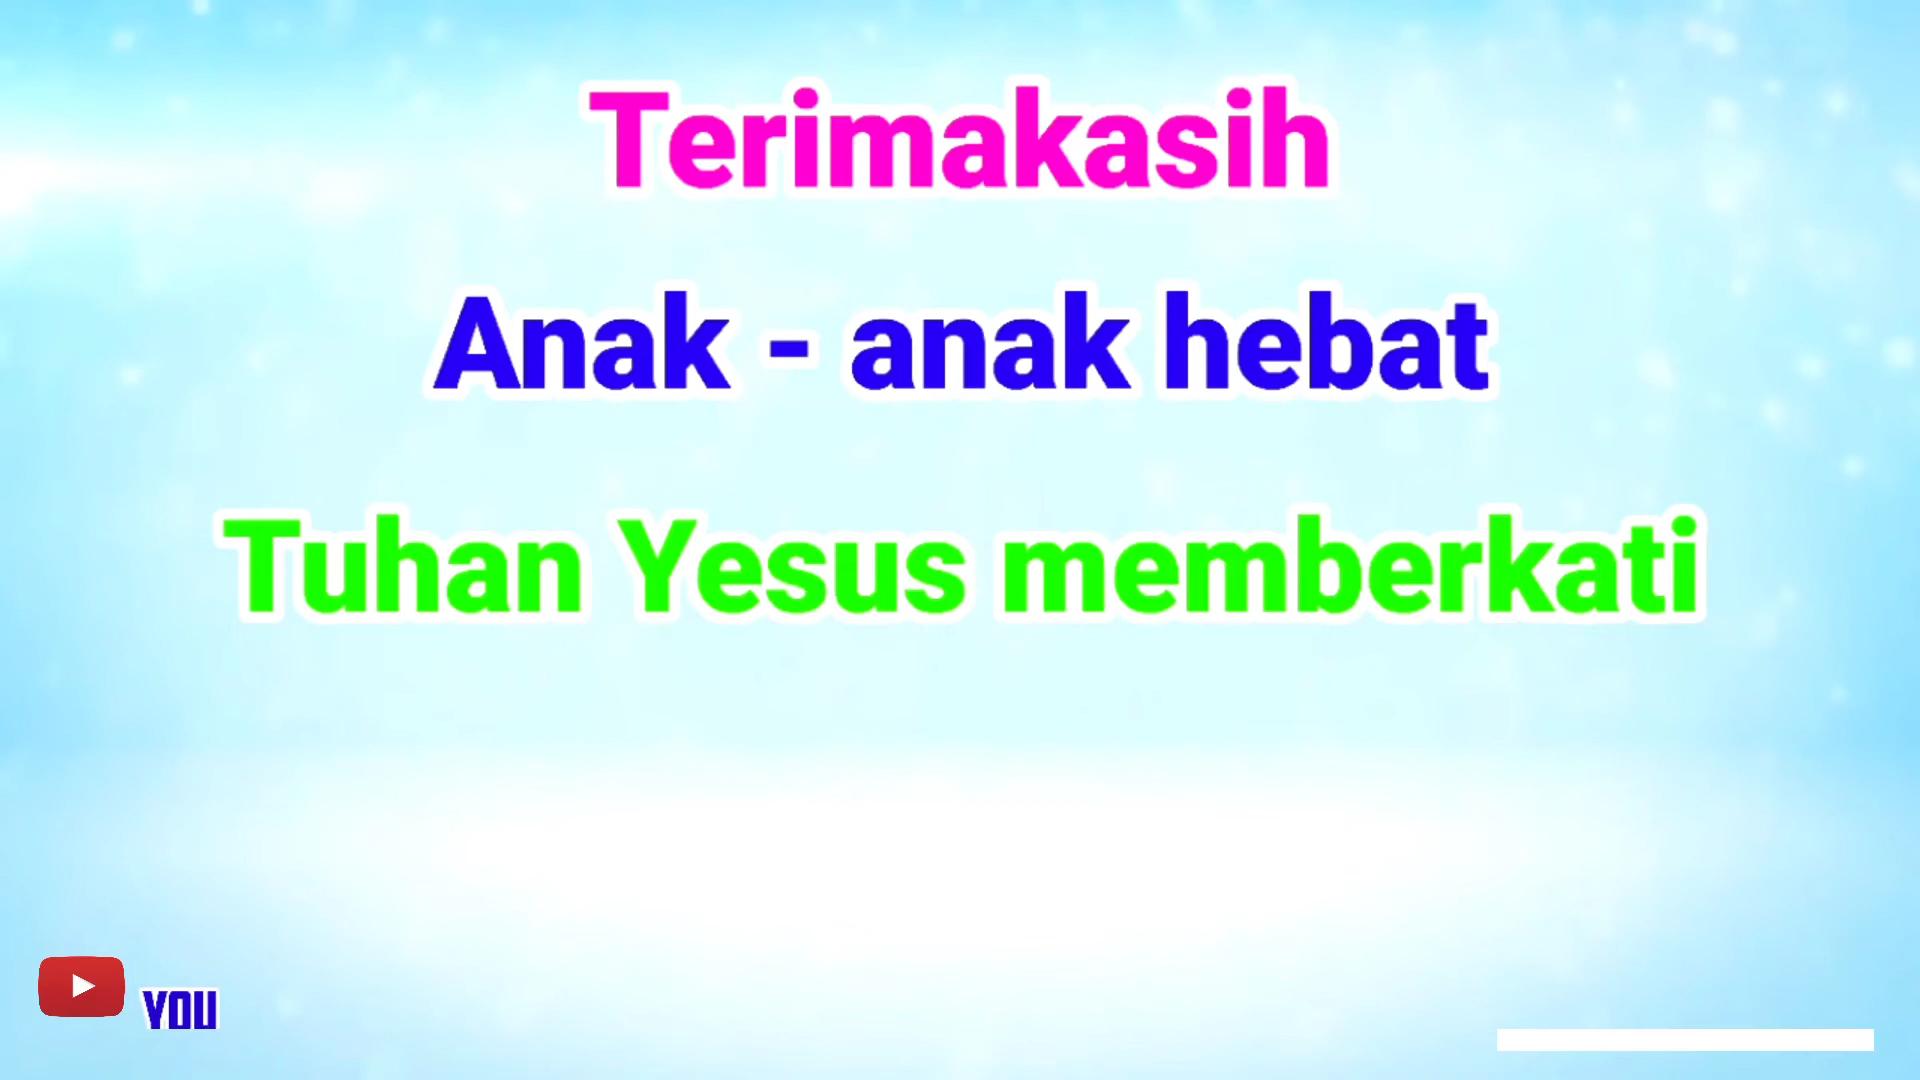 Terimakasih
Anak - anak hebat
Tuhan Yesus memberkati
YOU